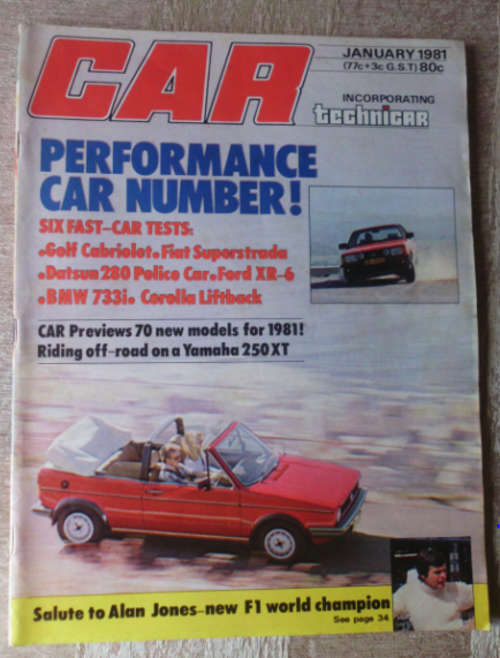 CAR
JANUARY 1981
(77c+3c G.S.T) 80c
INCORPORATING
technicar
PERFORMANCE
CAR NUMBER!
SIX FAST-CAR TESTS:
•Golf Cabriolet•Fiat Superstrada
•Datsun 280 Police Car•Ford XR-6
•BMW 733i• Corolla Liftback
CAR Previews 70 new models for 1981!
Riding off-road on a Yamaha 250 XT
Salute to Alan Jones-new F1 world champion
See page 34